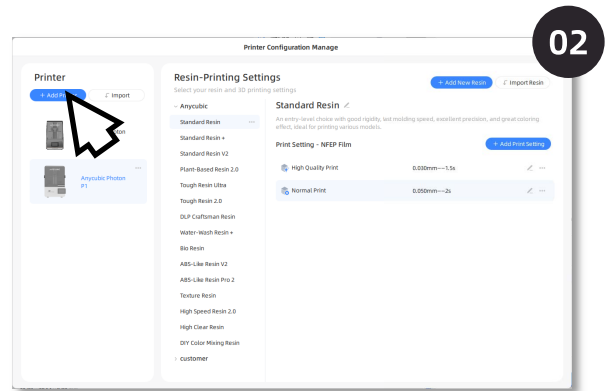 02
Printer Configuration Manage
Printer
+ Add
Import
Anycubic Photon
P1
Resin-Printing Settings
Select your resin and 3D printing settings
+ Add New Resin
Import Resin
Anycubic
Standard Resin
Standard Resin +
Standard Resin V2
Plant-Based Resin 2.0
Tough Resin Ultra
Tough Resin 2.0
DLP Craftsman Resin
Water-Wash Resin +
Bio Resin
ABS-Like Resin V2
ABS-Like Resin Pro 2
Texture Resin
High Speed Resin 2.0
High Clear Resin
DIY Color Mixing Resin
customer
Standard Resin
An entry-level choice with good rigidity, last molding speed, excellent precision, and great coloring
effect, ideal for printing various models.
Print Setting - NFEP Film
+ Add Print Setting
High Quality Print 0.030mm~~1.5s
Normal Print 0.050mm~~2s